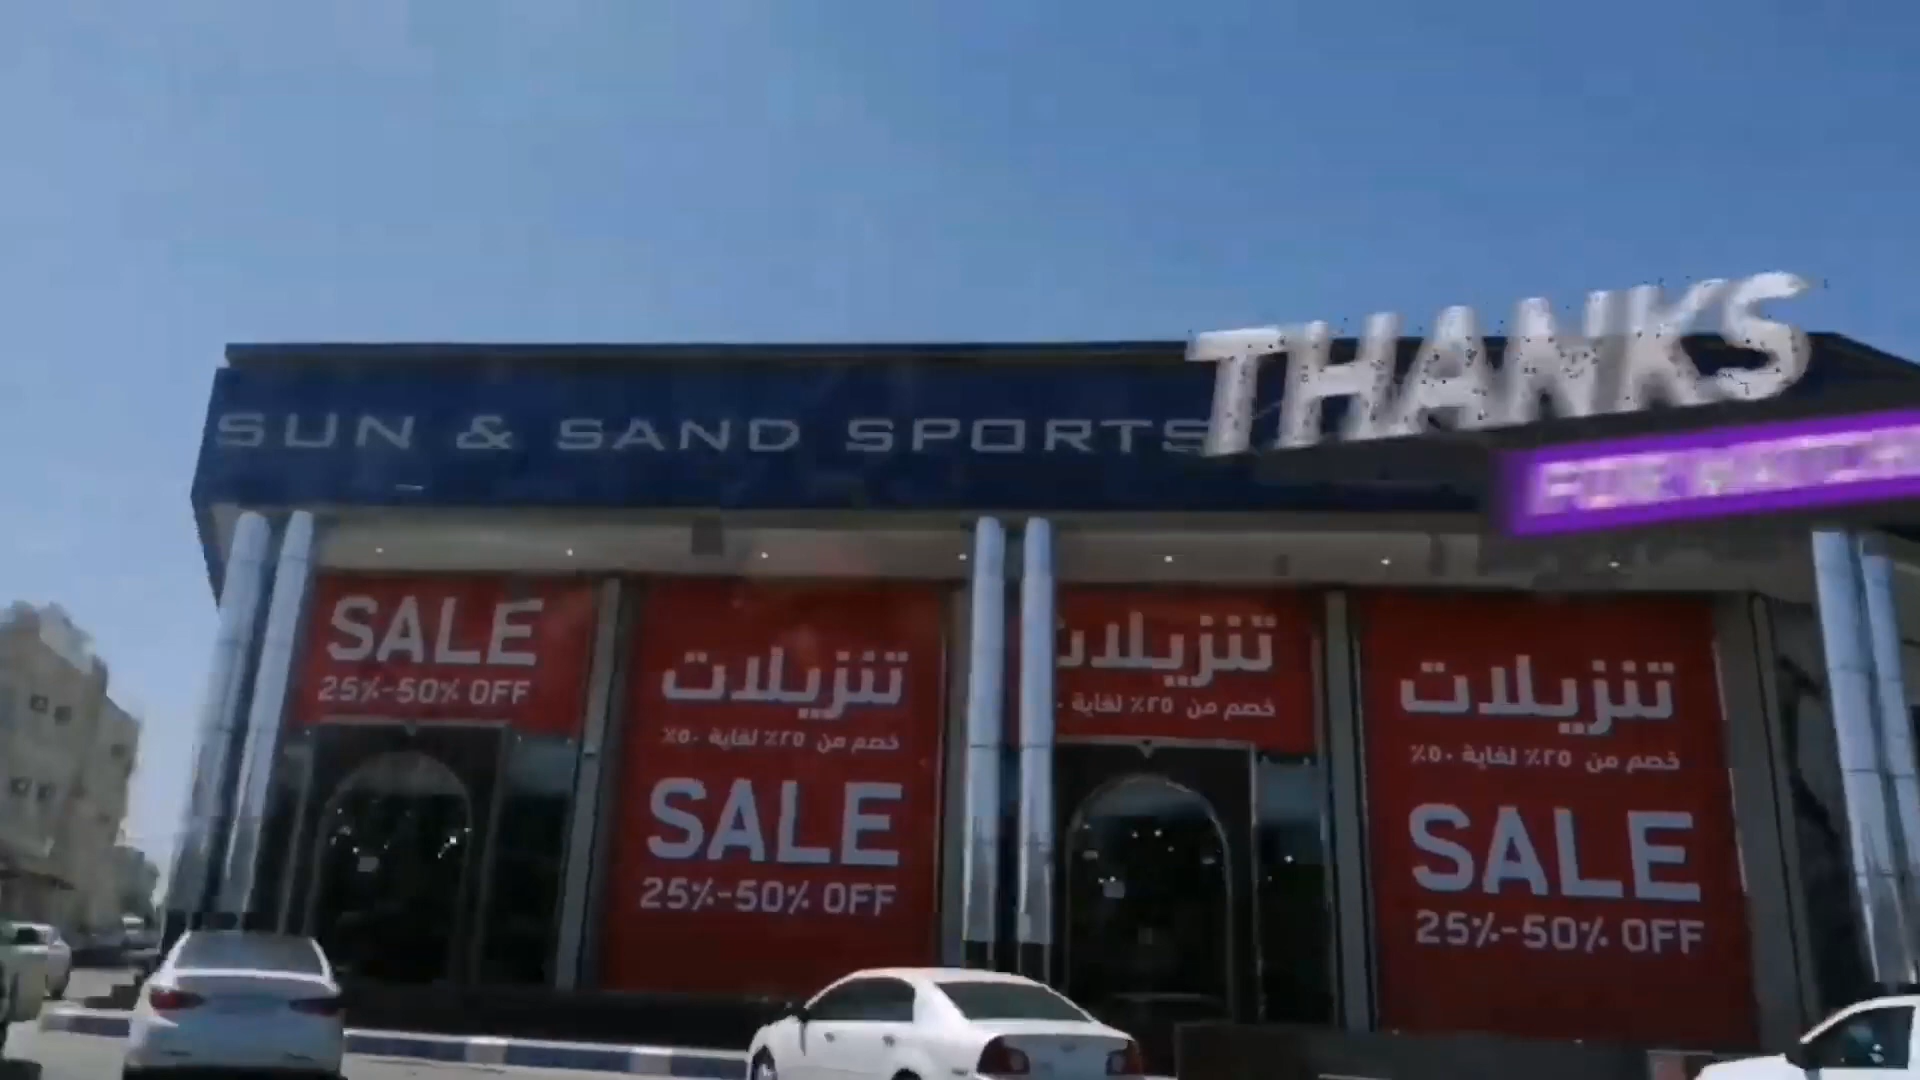 THANKS
SUN & SAND SPORTS
SALE
25%-50% OFF
تنزيلات
خصم من ٢٥٪ لغاية ٥٠٪
SALE
25%-50% OFF
تنزيلات
خصم من ٢٥٪ لغاية
تنزيلات
خصم من ٢٥٪ لغاية ٥٠٪
SALE
25%-50% OFF